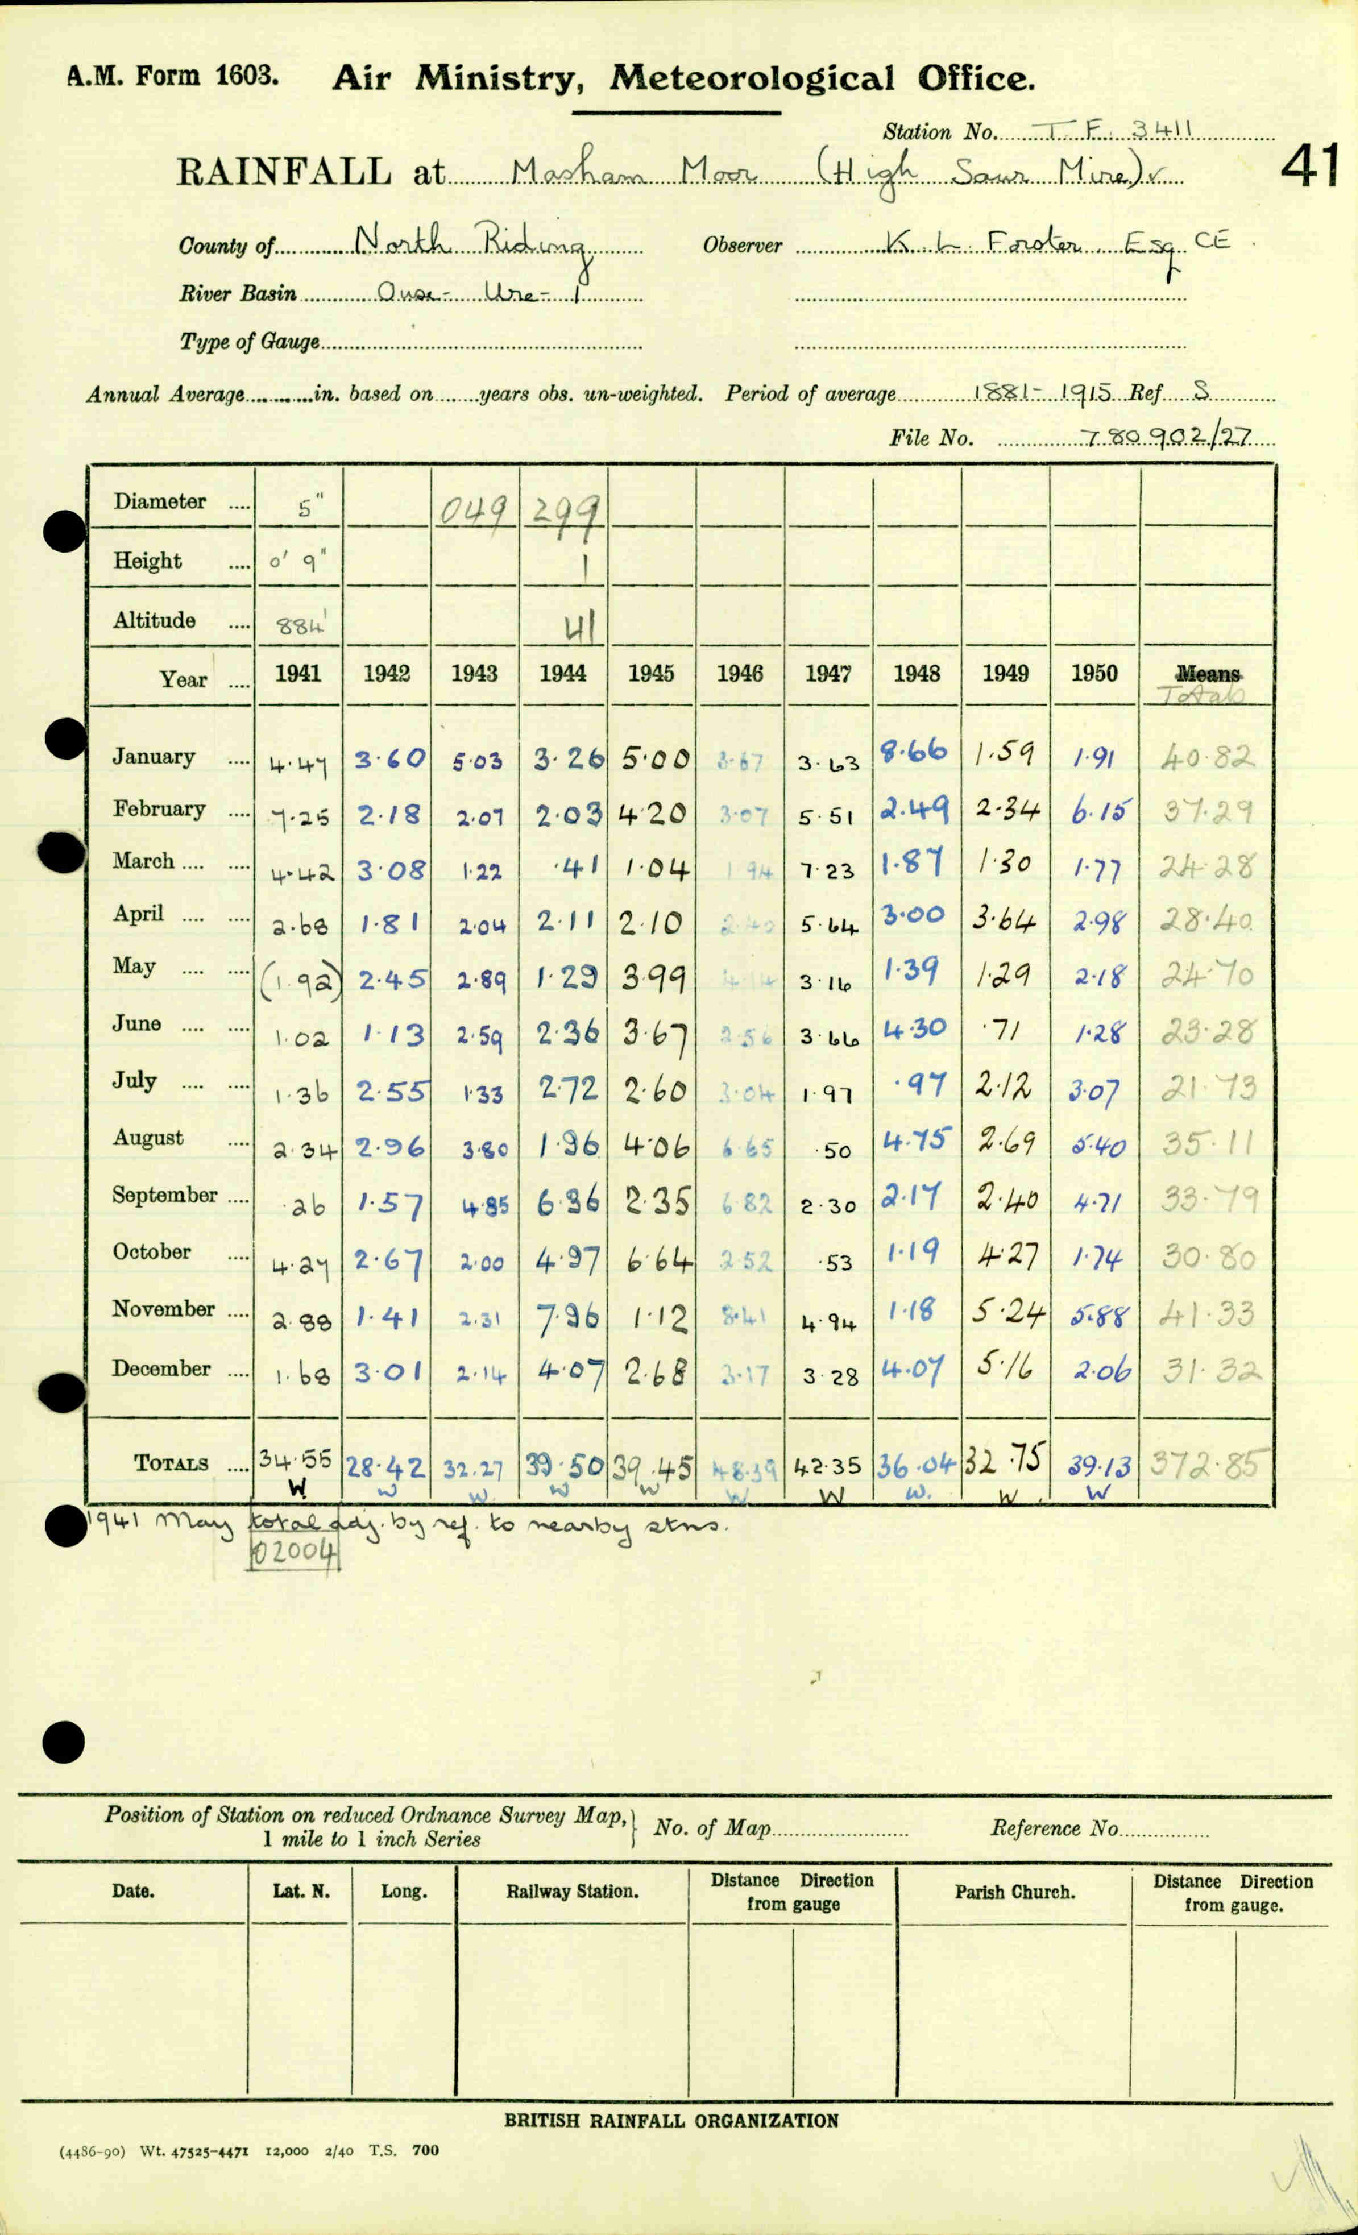 A.M. Form 1603. Air Ministry, Meteorological Office.
Station No. T.F. 3411
41
RAINFALL at Masham Moor (High Sour Mire) v
County of North Riding Observer K. L. Forster, Esq CE
River Basin Ouse - Ure - 1
Type of Gauge
Annual Average in. based on years obs. un-weighted. Period of average 1881 - 1915 Ref S
File No. 780902/27
Diameter .... 5" 049 299
Height .... 0' 9" 1
Altitude .... 884' 41
Year .... 1941 1942 1943 1944 1945 1946 1947 1948 1949 1950 Means
Totals
January .... 4.47 3.60 5.03 3.26 5.00 3.67 3.63 8.66 1.59 1.91 40.82
February .... 7.25 2.18 2.07 2.03 4.20 3.07 5.51 2.49 2.34 6.15 37.29
March .... .... 4.42 3.08 1.22 .41 1.04 1.94 7.23 1.87 1.30 1.77 24.28
April .... .... 2.68 1.81 2.04 2.11 2.10 2.40 5.64 3.00 3.64 2.98 28.40
May .... .... (1.92) 2.45 2.89 1.29 3.99 4.14 3.16 1.39 1.29 2.18 24.70
June .... .... 1.02 1.13 2.59 2.36 3.67 2.56 3.66 4.30 .71 1.28 23.28
July .... .... 1.36 2.55 1.33 2.72 2.60 3.04 1.97 .97 2.12 3.07 21.73
August .... 2.34 2.96 3.80 1.96 4.06 6.65 .50 4.75 2.69 5.40 35.11
September .... .26 1.57 4.85 6.36 2.35 6.82 2.30 2.17 2.40 4.71 33.79
October .... 4.27 2.67 2.00 4.97 6.64 2.52 .53 1.19 4.27 1.74 30.80
November .... 2.88 1.41 2.31 7.96 1.12 8.41 4.94 1.18 5.24 5.88 41.33
December .... 1.68 3.01 2.14 4.07 2.68 3.17 3.28 4.07 5.16 2.06 31.32
TOTALS .... 34.55 28.42 32.27 39.50 39.45 48.39 42.35 36.04 32.75 39.13 372.85
W W W W W W W W. W. W
1941 May total adj. by ref. to nearby stns.
02004
Position of Station on reduced Ordnance Survey Map, No. of Map Reference No
1 mile to 1 inch Series
Date. Lat. N. Long. Railway Station. Distance Direction Parish Church. Distance Direction
from gauge from gauge.
BRITISH RAINFALL ORGANIZATION
(4486-90) Wt. 47525-4471 12,000 2/40 T.S. 700